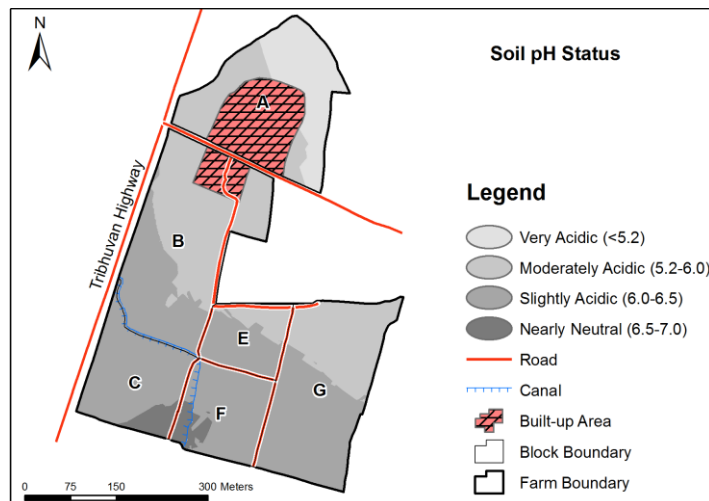 N
Soil pH Status
A
Tribhuvan Highway
B
E
C
F
G
Legend
Very Acidic (<5.2)
Moderately Acidic (5.2-6.0)
Slightly Acidic (6.0-6.5)
Nearly Neutral (6.5-7.0)
Road
Canal
Built-up Area
Block Boundary
Farm Boundary
0 75 150 300 Meters